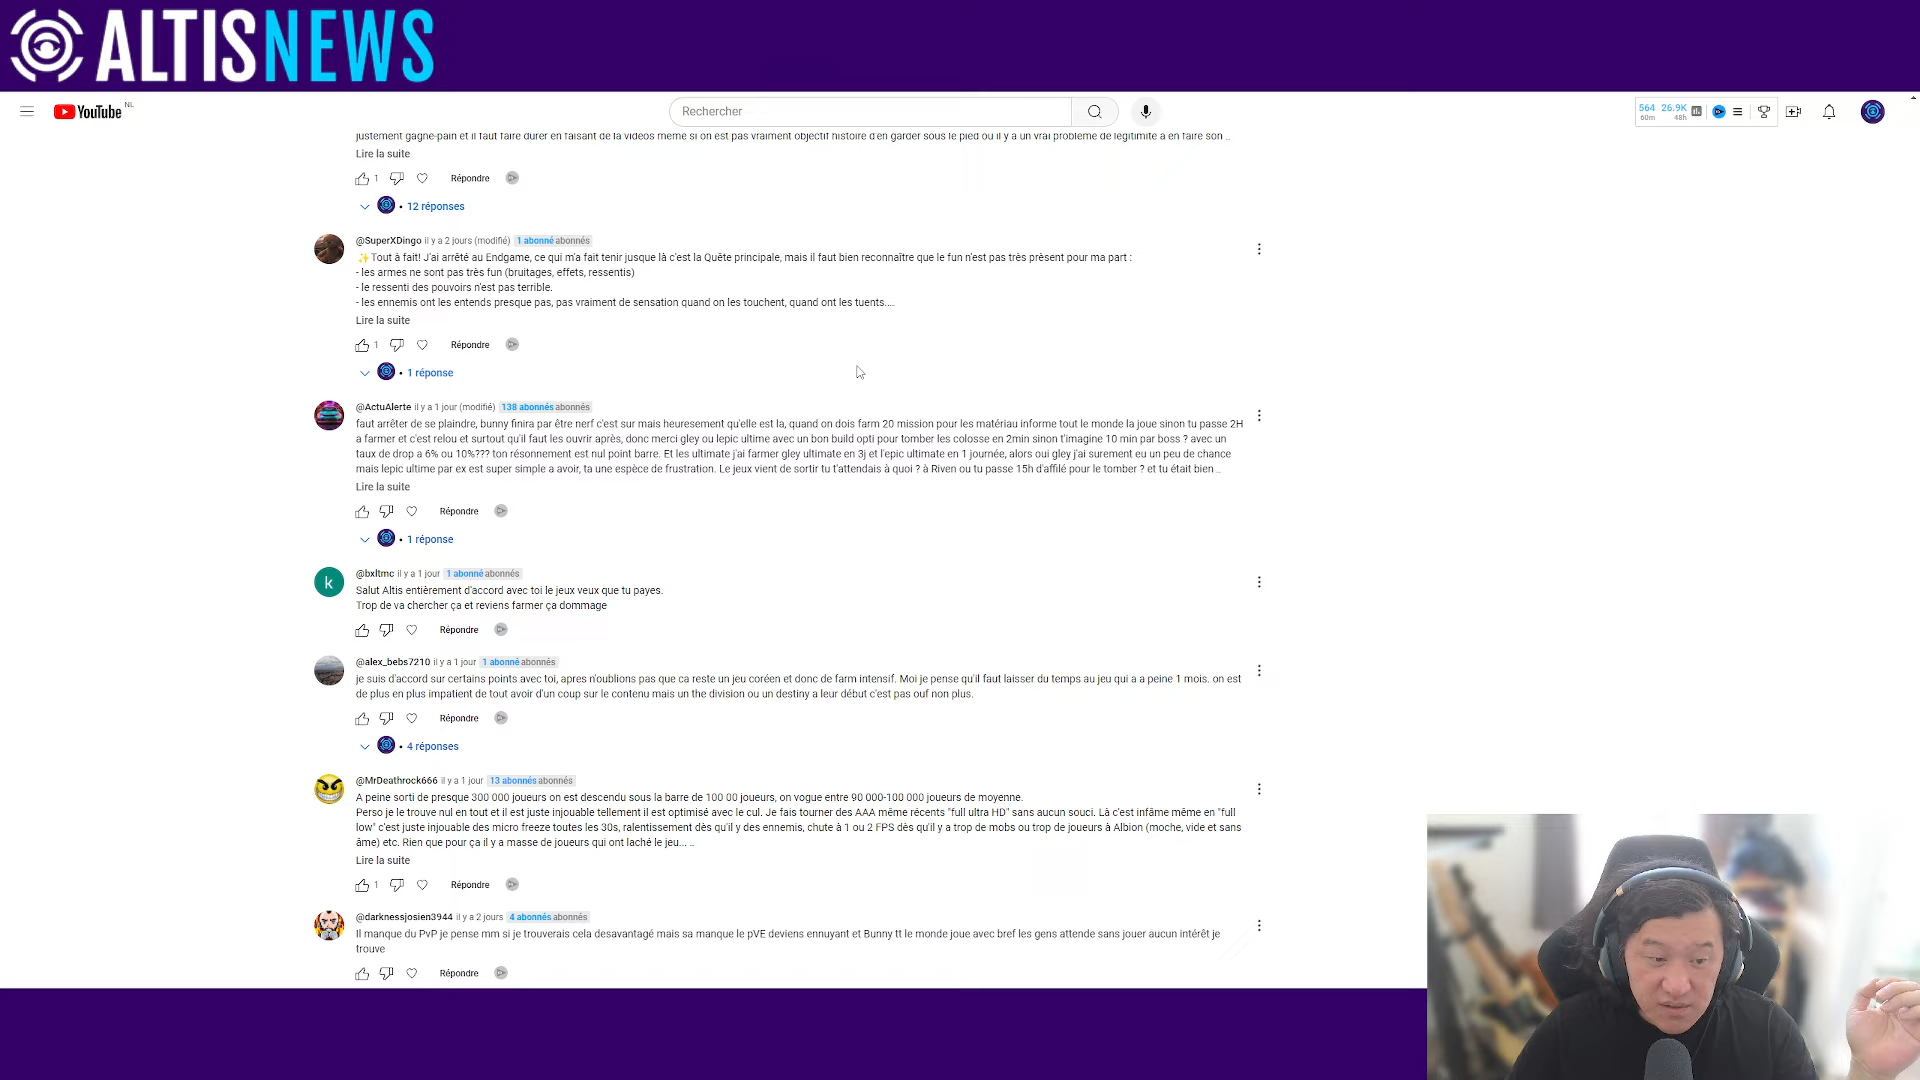 ALTISNEWS
YouTube NL
Rechercher
564 26.9K
60m 48h
justement gagne-pain et il faut faire durer en faisant de la videos meme si on est pas vraiment objectif histoire d'en garder sous le pied ou il y a un vrai probleme de legitimite a en faire son ..
Lire la suite
1 Répondre
• 12 réponses
@SuperXDingo il y a 2 jours (modifié) 1 abonné abonnés
✨Tout à fait! J'ai arrêté au Endgame, ce qui m'a fait tenir jusque là c'est la Quête principale, mais il faut bien reconnaître que le fun n'est pas très présent pour ma part :
- les armes ne sont pas très fun (bruitages, effets, ressentis)
- le ressenti des pouvoirs n'est pas terrible.
- les ennemis ont les entends presque pas, pas vraiment de sensation quand on les touchent, quand ont les tuents....
Lire la suite
1 Répondre
• 1 réponse
@ActuAlerte il y a 1 jour (modifié) 138 abonnés abonnés
faut arrêter de se plaindre, bunny finira par être nerf c'est sur mais heuresement qu'elle est la, quand on dois farm 20 mission pour les matériau informe tout le monde la joue sinon tu passe 2H
a farmer et c'est relou et surtout qu'il faut les ouvrir après, donc merci gley ou lepic ultime avec un bon build opti pour tomber les colosse en 2min sinon t'imagine 10 min par boss ? avec un
taux de drop a 6% ou 10%??? ton résonnement est nul point barre. Et les ultimate j'ai farmer gley ultimate en 3j et l'epic ultimate en 1 journée, alors oui gley j'ai surement eu un peu de chance
mais lepic ultime par ex est super simple a avoir, ta une espèce de frustration. Le jeux vient de sortir tu t'attendais à quoi ? à Riven ou tu passe 15h d'affilé pour le tomber ? et tu était bien ..
Lire la suite
Répondre
• 1 réponse
k
@bxltmc il y a 1 jour 1 abonné abonnés
Salut Altis entièrement d'accord avec toi le jeux veux que tu payes.
Trop de va chercher ça et reviens farmer ça dommage
Répondre
@alex_bebs7210 il y a 1 jour 1 abonné abonnés
je suis d'accord sur certains points avec toi, apres n'oublions pas que ca reste un jeu coréen et donc de farm intensif. Moi je pense qu'il faut laisser du temps au jeu qui a a peine 1 mois. on est
de plus en plus impatient de tout avoir d'un coup sur le contenu mais un the division ou un destiny a leur début c'est pas ouf non plus.
Répondre
• 4 réponses
@MrDeathrock666 il y a 1 jour 13 abonnés abonnés
A peine sorti de presque 300 000 joueurs on est descendu sous la barre de 100 00 joueurs, on vogue entre 90 000-100 000 joueurs de moyenne.
Perso je le trouve nul en tout et il est juste injouable tellement il est optimisé avec le cul. Je fais tourner des AAA même récents "full ultra HD" sans aucun souci. Là c'est infâme même en "full
low" c'est juste injouable des micro freeze toutes les 30s, ralentissement dès qu'il y des ennemis, chute à 1 ou 2 FPS dès qu'il y a trop de mobs ou trop de joueurs à Albion (moche, vide et sans
âme) etc. Rien que pour ça il y a masse de joueurs qui ont laché le jeu... ..
Lire la suite
1 Répondre
@darknessjosien3944 il y a 2 jours 4 abonnés abonnés
Il manque du PvP je pense mm si je trouverais cela desavantagé mais sa manque le pVE deviens ennuyant et Bunny tt le monde joue avec bref les gens attende sans jouer aucun intérêt je
trouve
Répondre